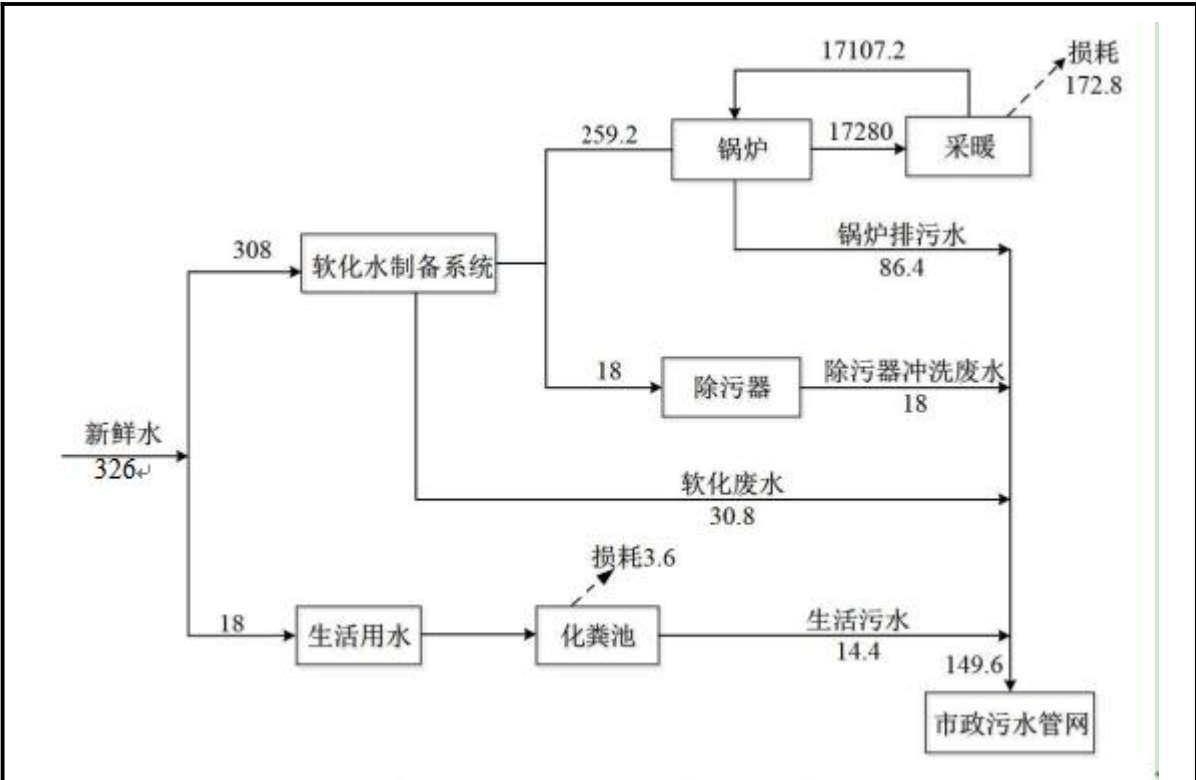 17107.2
损耗
172.8
259.2
锅炉
17280
采暖
308
软化水制备系统
锅炉排污水
86.4
18
除污器
除污器冲洗废水
18
新鲜水
326↵
软化废水
30.8
损耗3.6
18
生活用水
化粪池
生活污水
14.4
149.6
市政污水管网